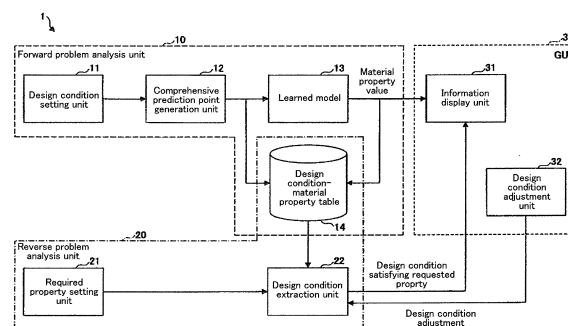 1
10
3
Forward problem analysis unit
GU
11
12
13
31
Design condition
setting unit
Comprehensive
prediction point
generation unit
Learned model
Material
property
value
Information
display unit
32
Design
condition-
material
property table
Design
condition
adjustment
unit
14
20
Reverse problem
analysis unit
21
22
Required
property setting
unit
Design condition
extraction unit
Design condition
satisfying requested
proprty
Design condition
adjustment